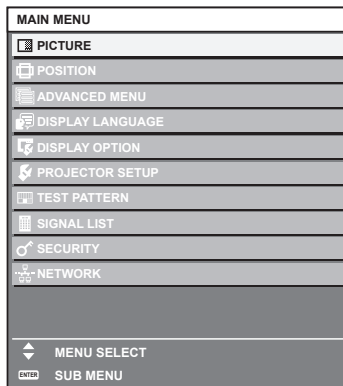 MAIN MENU
PICTURE
POSITION
ADVANCED MENU
DISPLAY LANGUAGE
DISPLAY OPTION
PROJECTOR SETUP
TEST PATTERN
SIGNAL LIST
SECURITY
NETWORK
MENU SELECT
ENTER SUB MENU